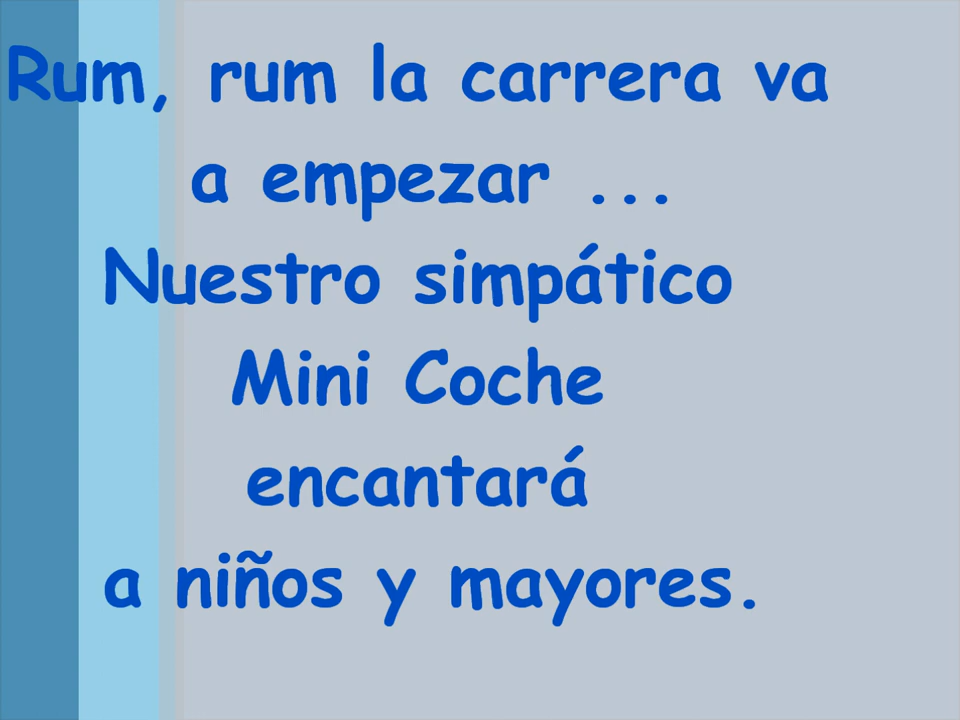 Rum, rum la carrera va
a empezar ...
Nuestro simpático
Mini Coche
encantará
a niños y mayores.